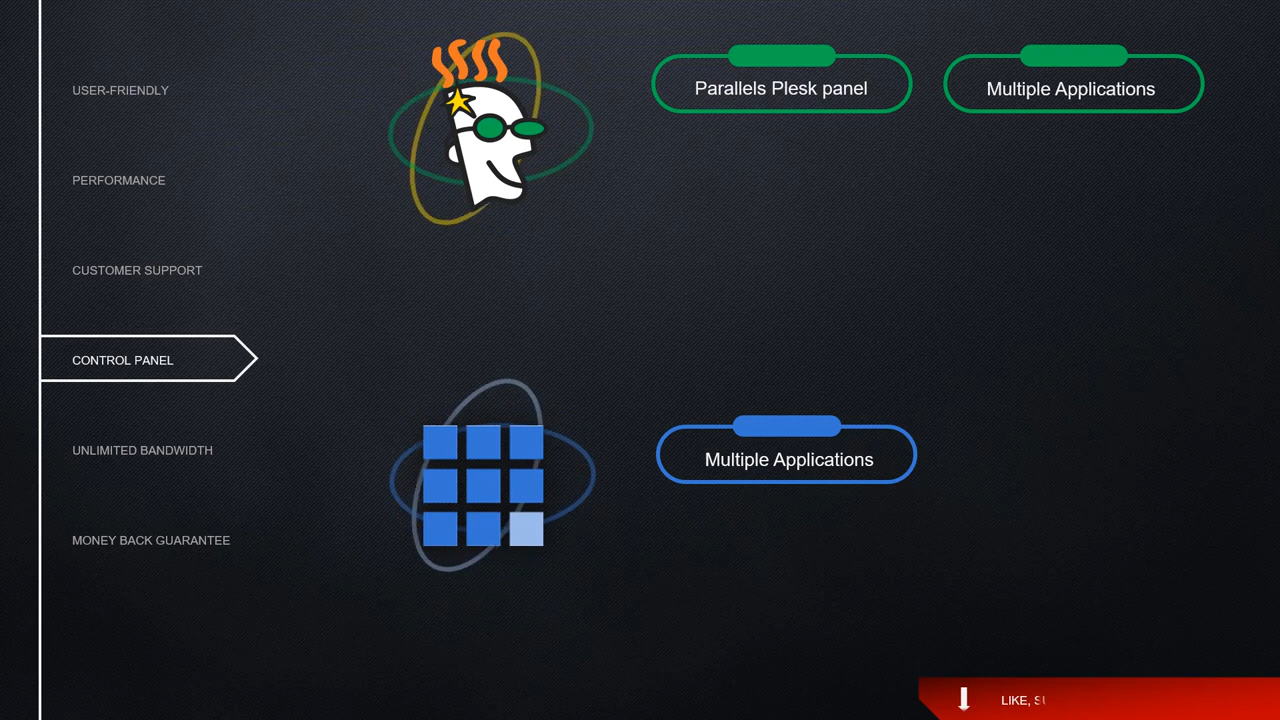 USER-FRIENDLY
PERFORMANCE
CUSTOMER SUPPORT
CONTROL PANEL
UNLIMITED BANDWIDTH
MONEY BACK GUARANTEE
Parallels Plesk panel
Multiple Applications
Multiple Applications
LIKE,